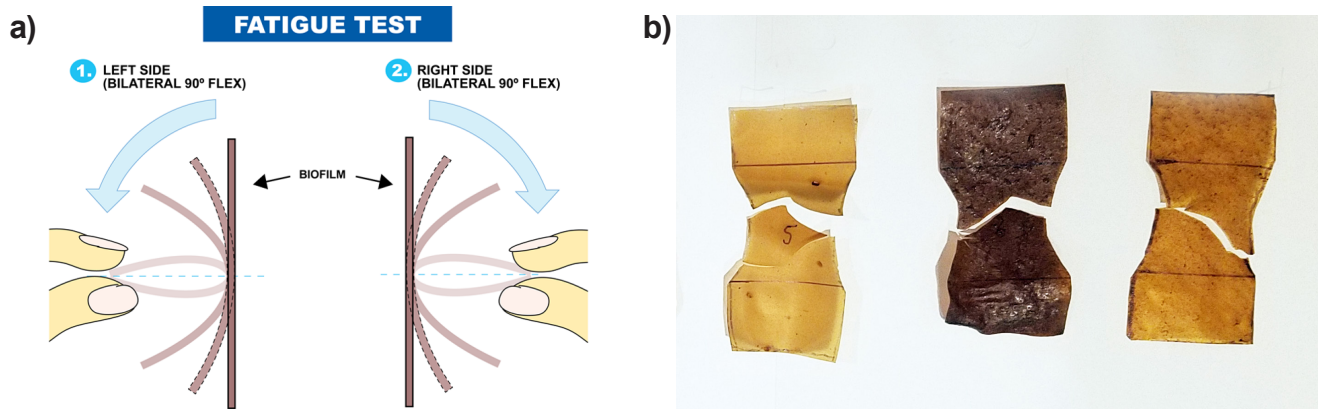 a)
FATIGUE TEST
1. LEFT SIDE
(BILATERAL 90º FLEX)
2. RIGHT SIDE
(BILATERAL 90º FLEX)
BIOFILM
b)
5